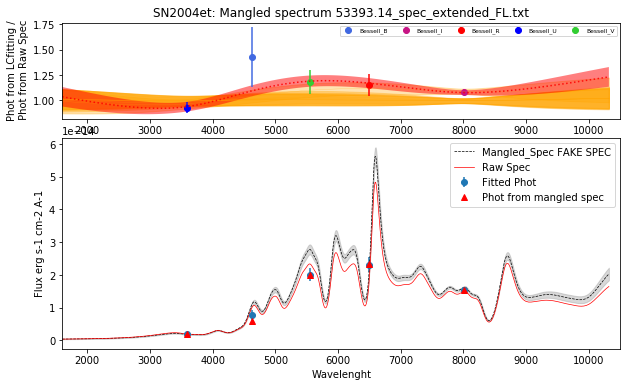 SN2004et: Mangled spectrum 53393.14_spec_extended_FL.txt
Phot from LCfitting /
Phot from Raw Spec
1.75
1.50
1.25
1.00
Bessell_B
Bessell_I
Bessell_R
Bessell_U
Bessell_V
2000 3000 4000 5000 6000 7000 8000 9000 10000
1e−14
Flux erg s-1 cm-2 A-1
6
5
4
3
2
1
0
Mangled_Spec FAKE SPEC
Raw Spec
Fitted Phot
Phot from mangled spec
2000 3000 4000 5000 6000 7000 8000 9000 10000
Wavelenght